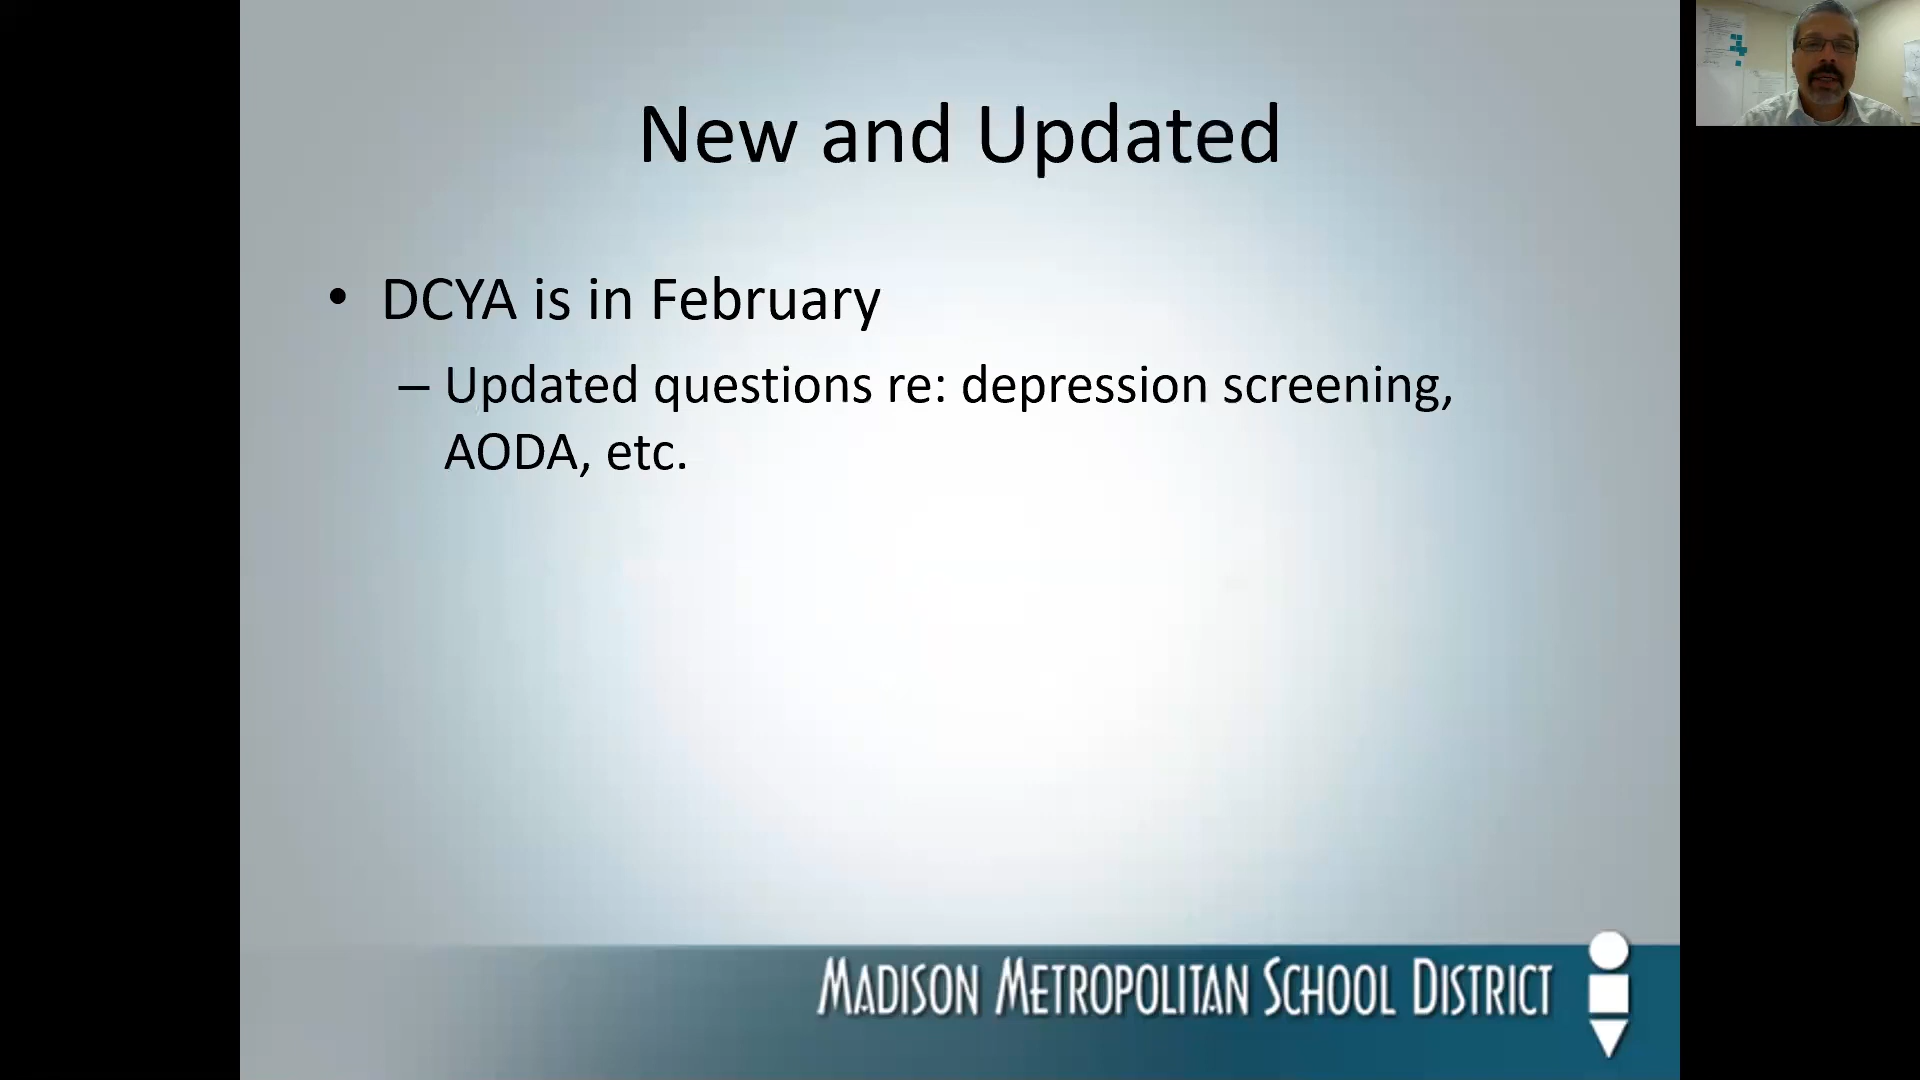 New and Updated
• DCYA is in February
– Updated questions re: depression screening,
AODA, etc.
MADISON METROPOLITAN SCHOOL DISTRICT